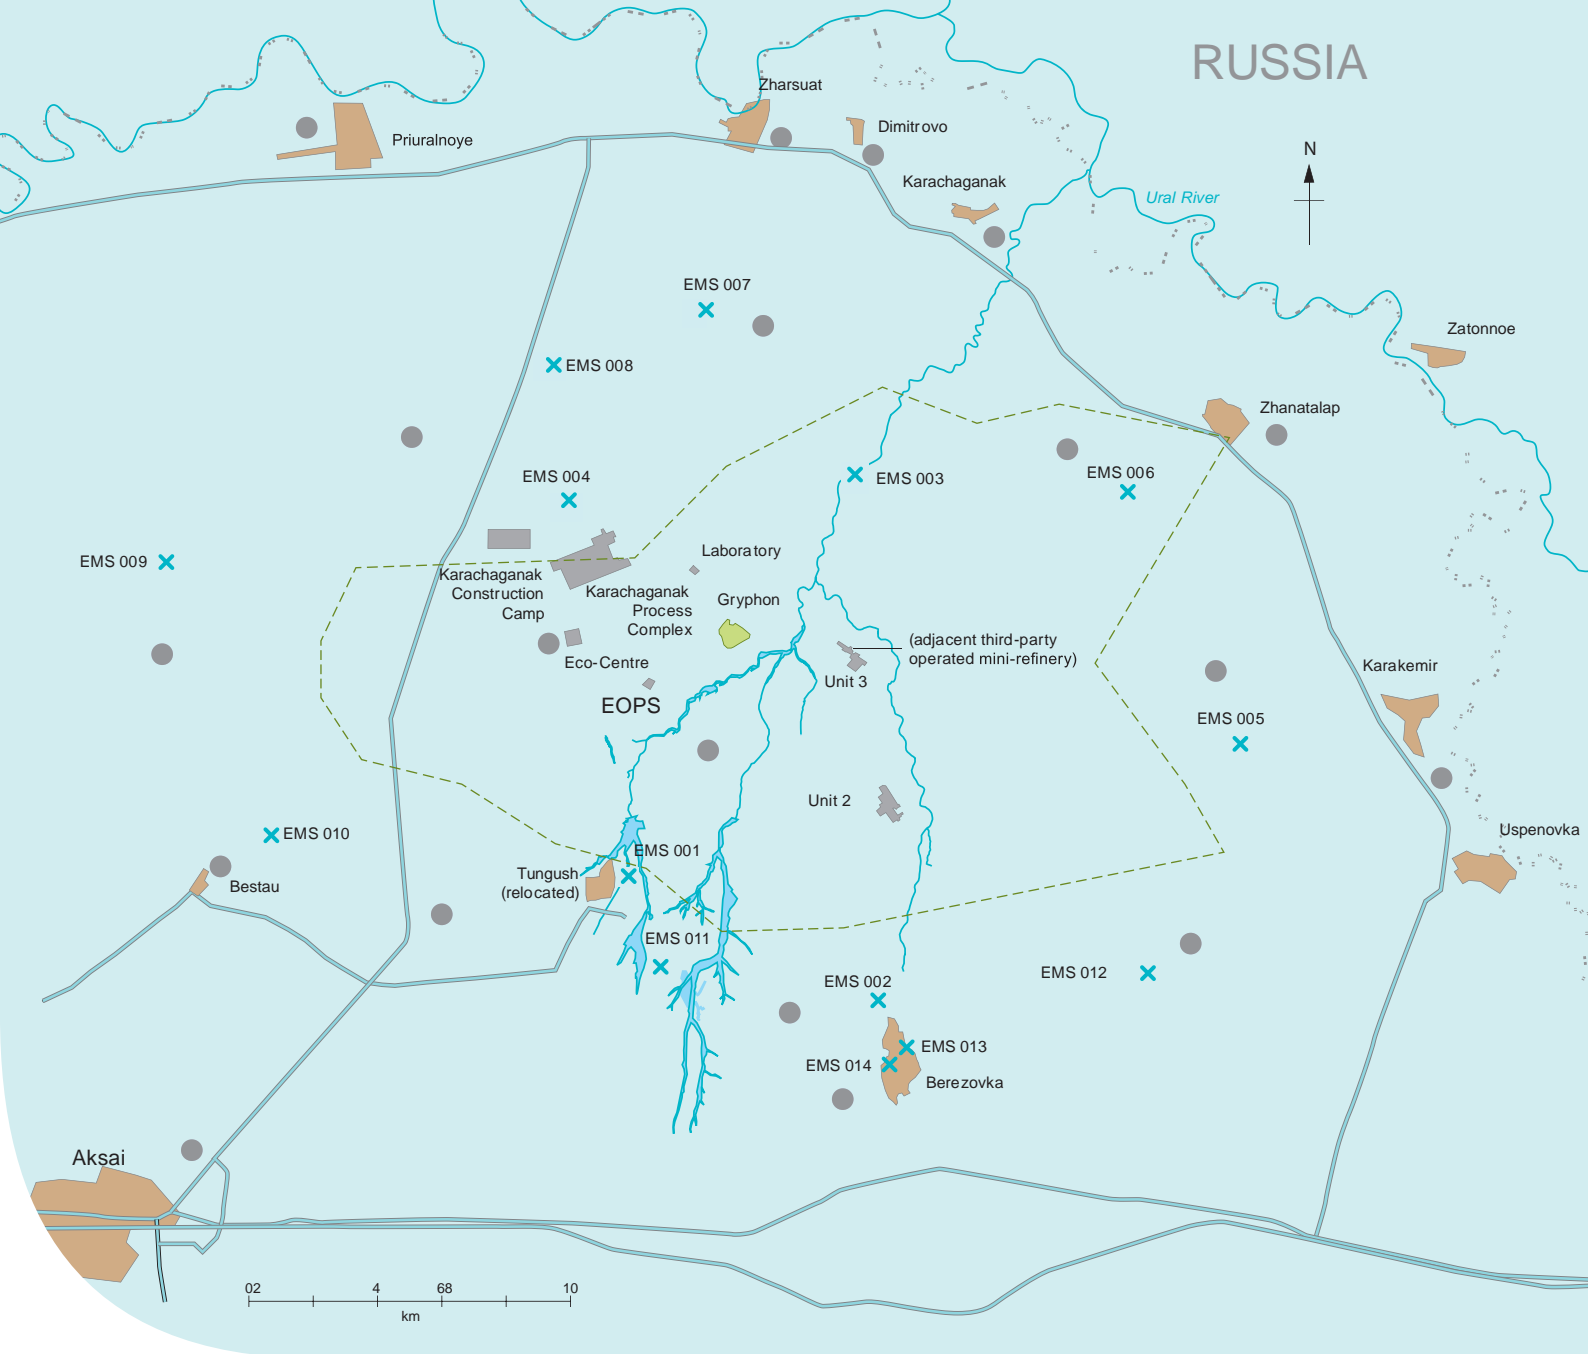 RUSSIA
Zharsuat
Dimitrovo
Priuralnoye
N
Karachaganak
Ural River
EMS 007
Zatonnoe
EMS 008
Zhanatalap
EMS 004
EMS 003
EMS 006
Laboratory
EMS 009
Karachaganak
Construction
Camp
Karachaganak
Process
Complex
Gryphon
(adjacent third-party
operated mini-refinery)
Eco-Centre
Karakemir
Unit 3
EOPS
EMS 005
Unit 2
EMS 010
Uspenovka
EMS 001
Tungush
(relocated)
Bestau
EMS 011
EMS 012
EMS 002
EMS 013
EMS 014
Berezovka
Aksai
02 4 68 10
km